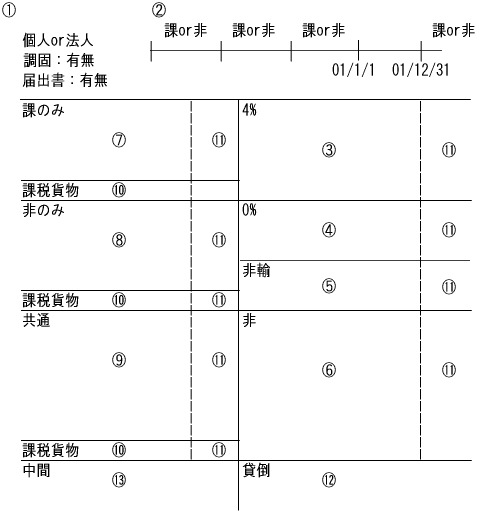 ① ②
個人or法人
調固：有無
届出書：有無
課or非 課or非 課or非 課or非
01/1/1 01/12/31
課のみ 4%
⑦ ⑪ ③ ⑪
課税貨物 ⑩
非のみ 0%
⑧ ⑪ ④ ⑪
非輸
⑤ ⑪
課税貨物 ⑩ ⑪
共通 非
⑨ ⑪ ⑥ ⑪
課税貨物 ⑩ ⑪
中間 貸倒
⑬ ⑫